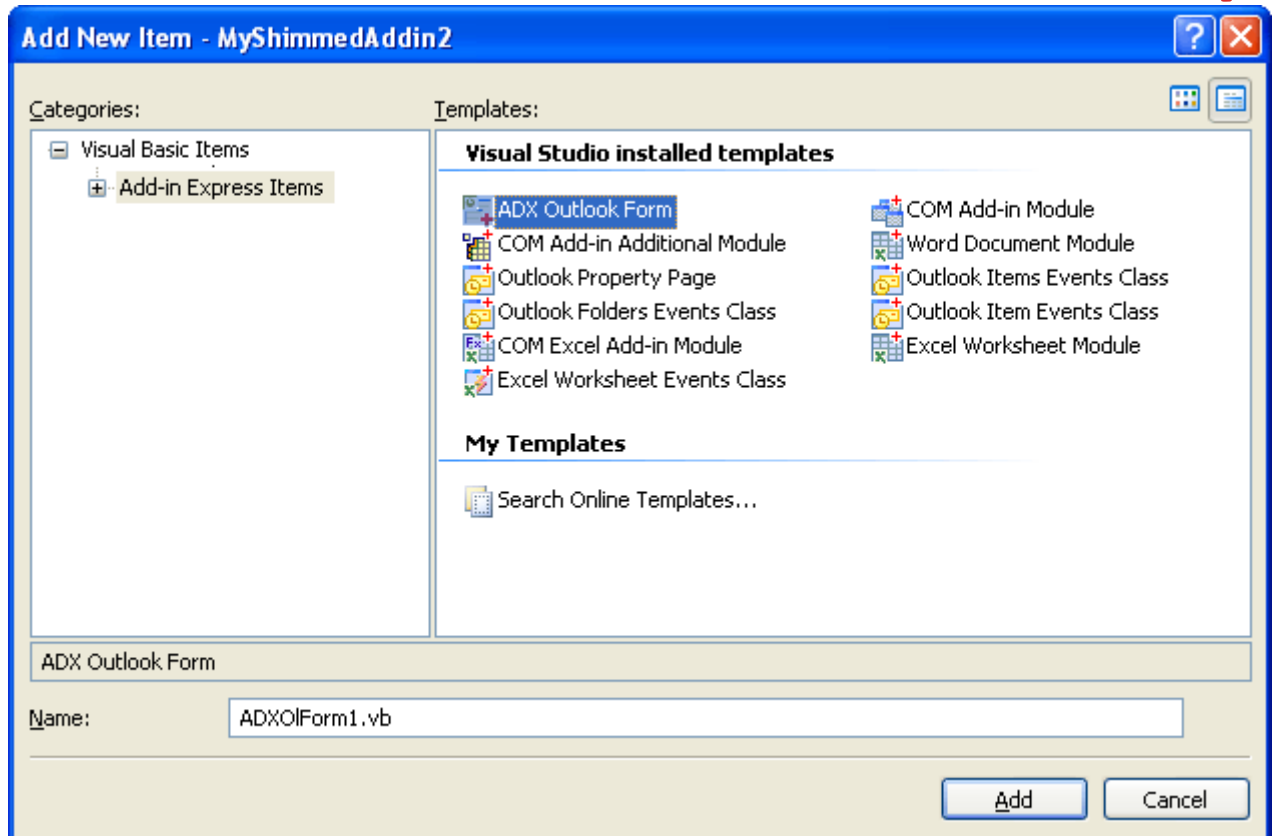 Add New Item - MyShimmedAddin2
Categories:
Templates:
Visual Basic Items
Add-in Express Items
Visual Studio installed templates
ADX Outlook Form
COM Add-in Module
COM Add-in Additional Module
Word Document Module
Outlook Property Page
Outlook Items Events Class
Outlook Folders Events Class
Outlook Item Events Class
COM Excel Add-in Module
Excel Worksheet Module
Excel Worksheet Events Class
My Templates
Search Online Templates...
ADX Outlook Form
Name:
ADXOlForm1.vb
Add
Cancel